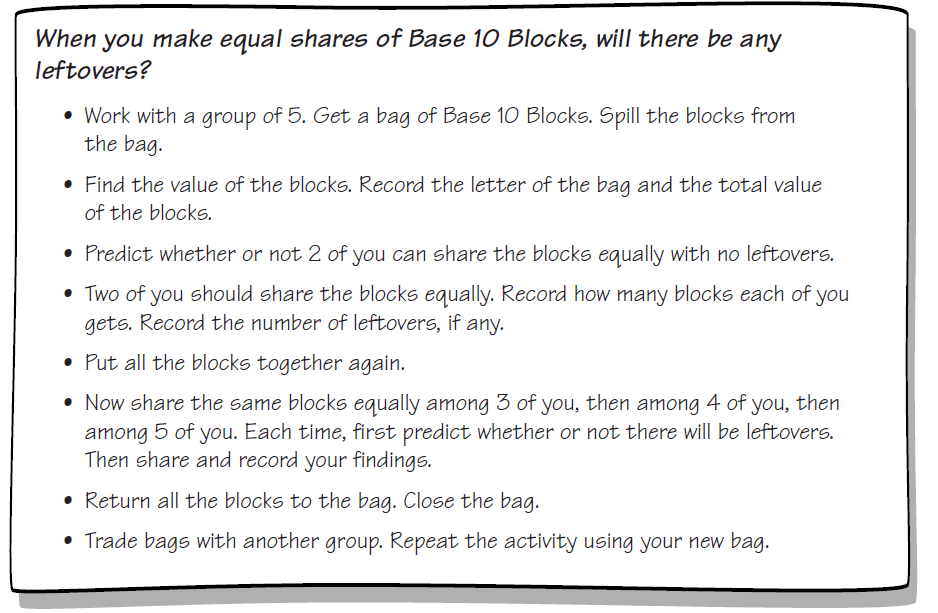 When you make equal shares of Base 10 Blocks, will there be any
leftovers?
• Work with a group of 5. Get a bag of Base 10 Blocks. Spill the blocks from
the bag.
• Find the value of the blocks. Record the letter of the bag and the total value
of the blocks.
• Predict whether or not 2 of you can share the blocks equally with no leftovers.
• Two of you should share the blocks equally. Record how many blocks each of you
gets. Record the number of leftovers, if any.
• Put all the blocks together again.
• Now share the same blocks equally among 3 of you, then among 4 of you, then
among 5 of you. Each time, first predict whether or not there will be leftovers.
Then share and record your findings.
• Return all the blocks to the bag. Close the bag.
• Trade bags with another group. Repeat the activity using your new bag.